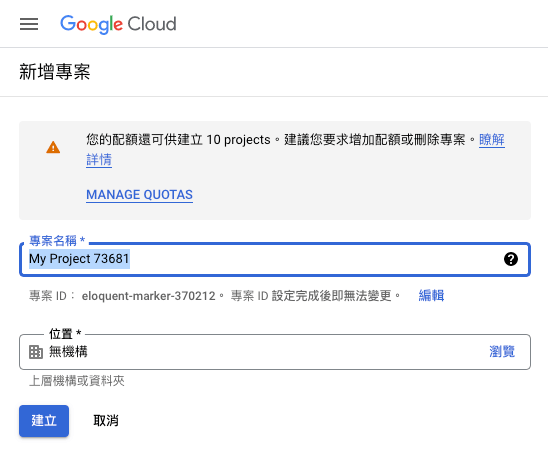 Google Cloud
新增專案
您的配額還可供建立 10 projects。建議您要求增加配額或刪除專案。瞭解
詳情
MANAGE QUOTAS
專案名稱 *
My Project 73681
專案 ID： eloquent-marker-370212。 專案 ID 設定完成後即無法變更。 編輯
位置 *
無機構 瀏覽
上層機構或資料夾
建立 取消